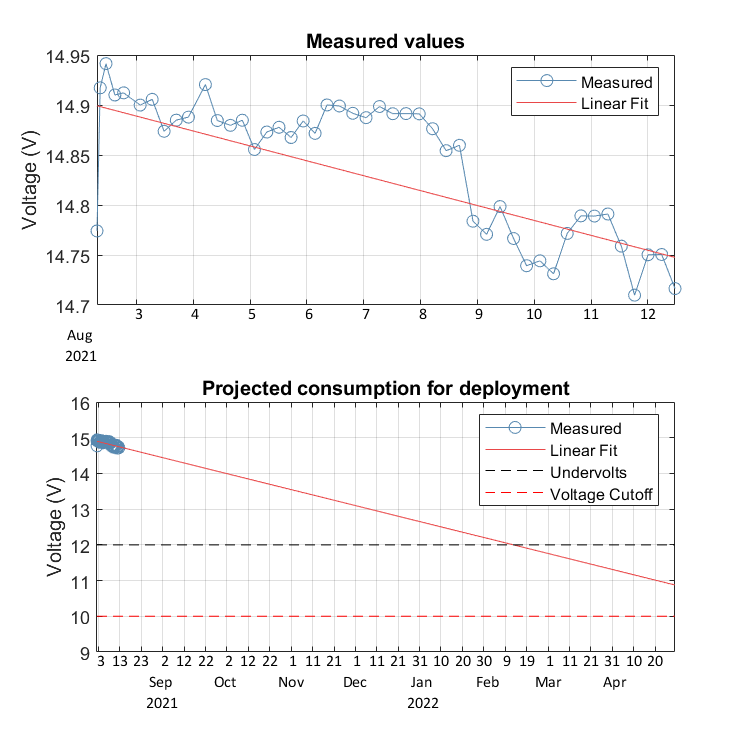 Measured values
14.95
14.9
14.85
14.8
14.75
14.7
Voltage (V)
Measured
Linear Fit
3 4 5 6 7 8 9 10 11 12
Aug
2021
Projected consumption for deployment
16
15
14
13
12
11
10
9
Voltage (V)
Measured
Linear Fit
Undervolts
Voltage Cutoff
3 13 23 2 12 22 2 12 22 1 11 21 1 11 21 31 10 20 30 9 19 1 11 21 31 10 20
Sep Oct Nov Dec Jan Feb Mar Apr
2021 2022